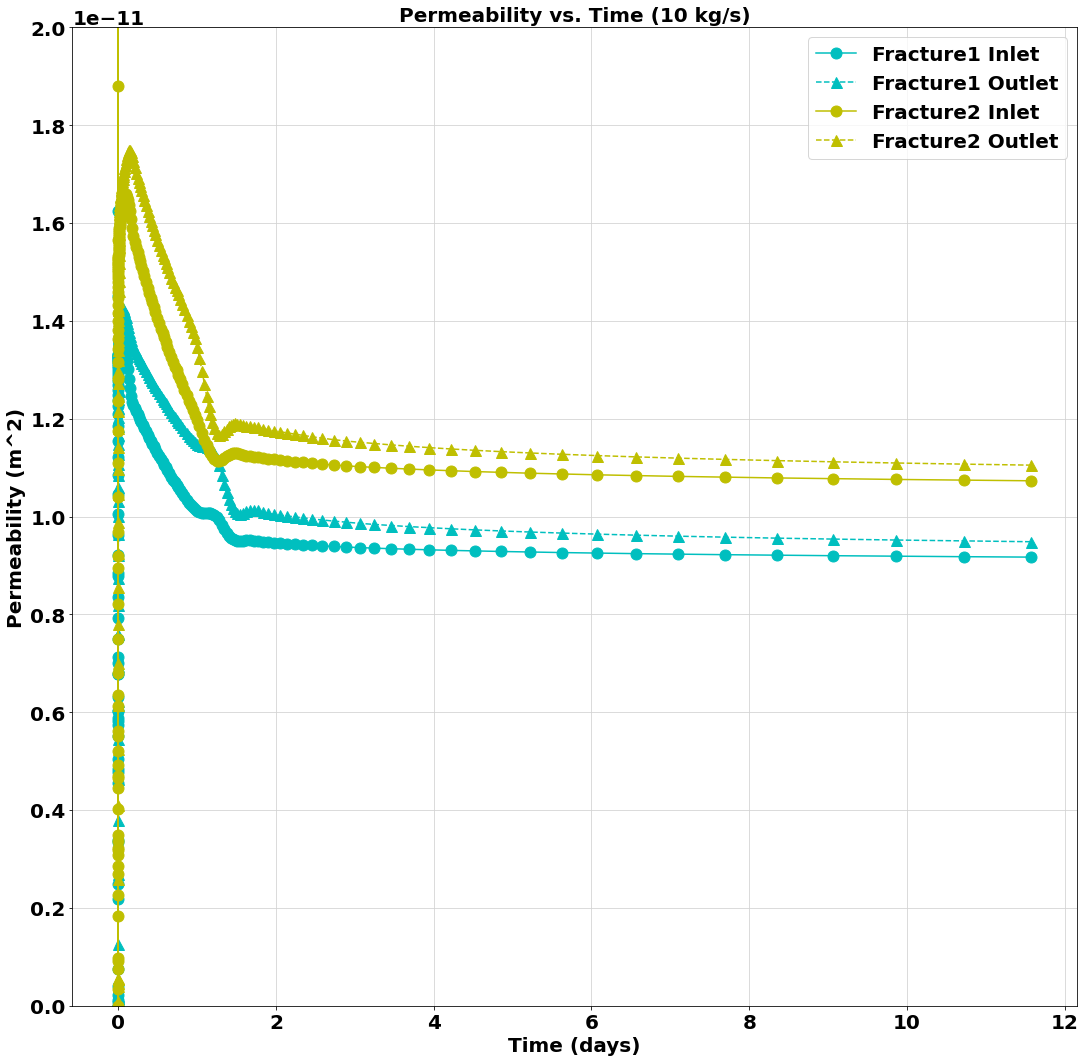 Permeability vs. Time (10 kg/s)
1e−11
2.0
1.8
1.6
1.4
1.2
1.0
0.8
0.6
0.4
0.2
0.0
Permeability (m^2)
Fracture1 Inlet
Fracture1 Outlet
Fracture2 Inlet
Fracture2 Outlet
0 2 4 6 8 10 12
Time (days)